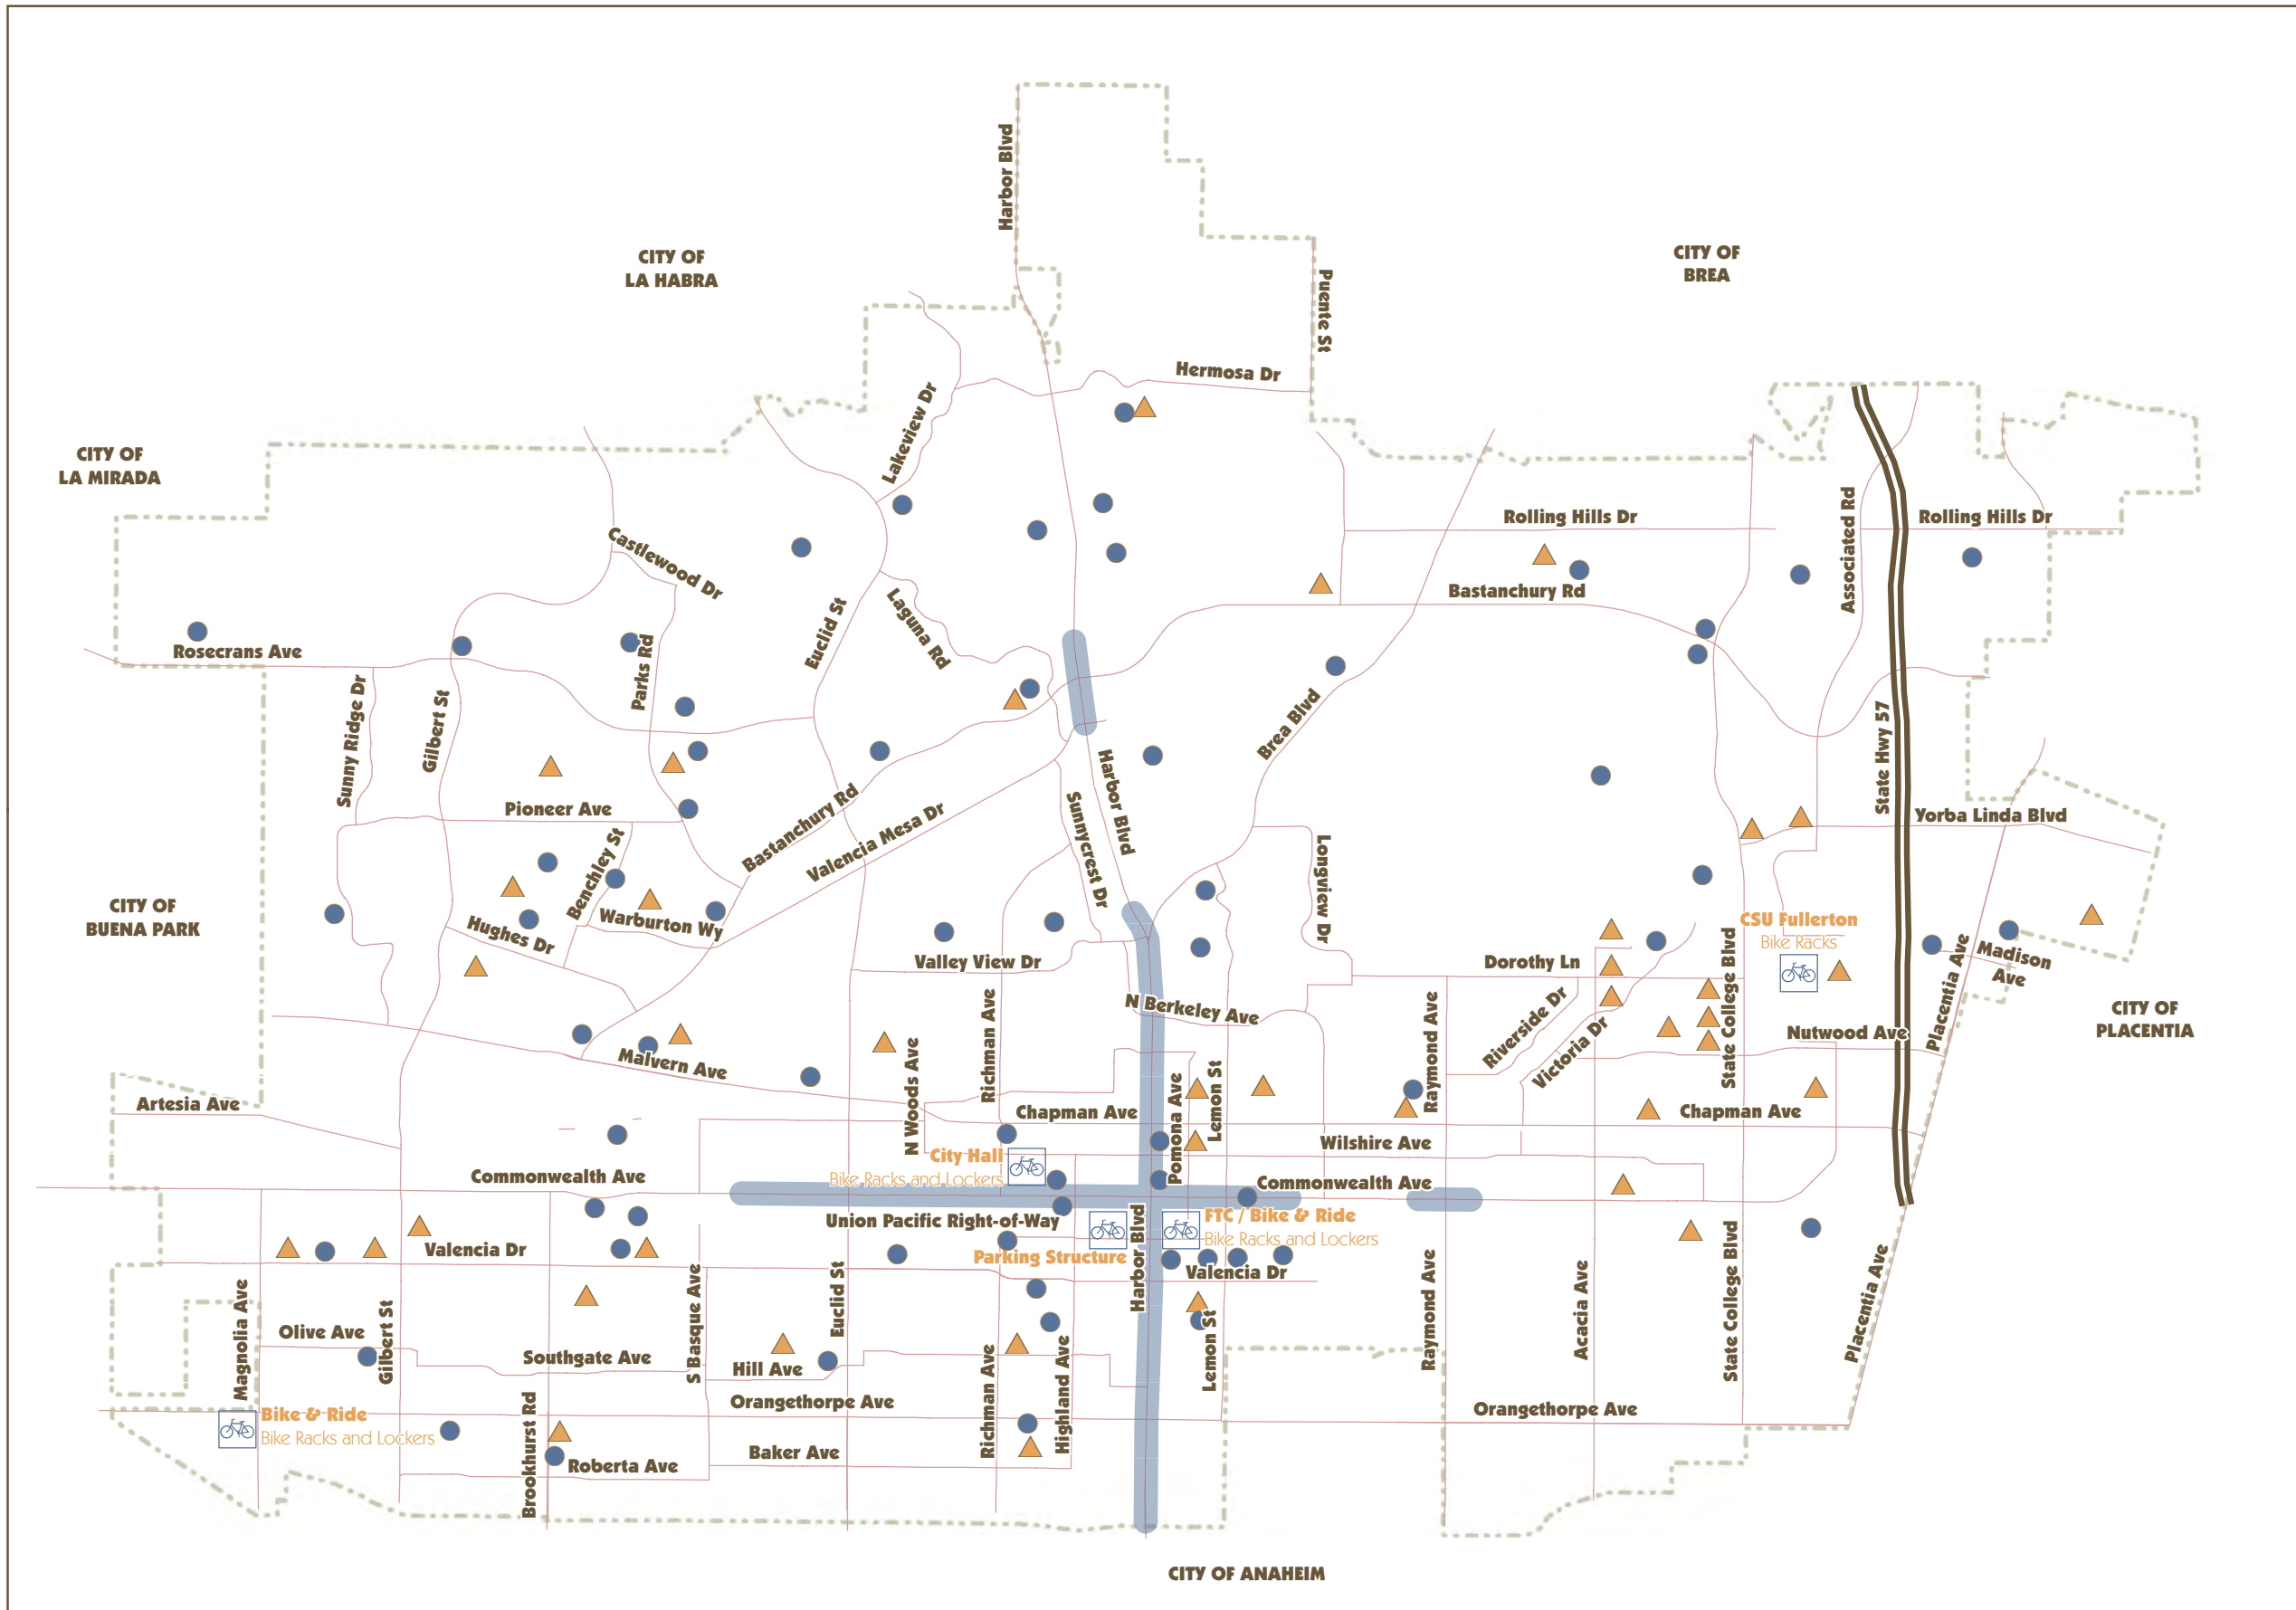 Harbor Blvd
CITY OF
LA HABRA
CITY OF
BREA
Puente St
Hermosa Dr
Lakeview Dr
CITY OF
LA MIRADA
Castlewood Dr
Rolling Hills Dr
Associated Rd
Rolling Hills Dr
Bastanchury Rd
Euclid St
Laguna Rd
Rosecrans Ave
Parks Rd
Sunny Ridge Dr
Gilbert St
Brea Blvd
State Hwy 57
Harbor Blvd
Pioneer Ave
Bastanchury Rd
Valencia Mesa Dr
Sunnycrest Dr
Yorba Linda Blvd
Benchley St
Longview Dr
CITY OF
BUENA PARK
Warburton Wy
Hughes Dr
CSU Fullerton
Bike Racks
Valley View Dr
Dorothy Ln
State College Blvd
Placentia Ave
Madison
Ave
N Berkeley Ave
Richman Ave
Raymond Ave
Riverside Dr
Victoria Dr
Nutwood Ave
CITY OF
PLACENTIA
Malvern Ave
N Woods Ave
Pomona Ave
Lemon St
Artesia Ave
Chapman Ave
Chapman Ave
Wilshire Ave
City Hall
Bike Racks and Lockers
Commonwealth Ave
Commonwealth Ave
Union Pacific Right-of-Way
FTC / Bike & Ride
Bike Racks and Lockers
Parking Structure
Harbor Blvd
Valencia Dr
Valencia Dr
Magnolia Ave
Gilbert St
S Basque Ave
Euclid St
Raymond Ave
Acacia Ave
State College Blvd
Placentia Ave
Olive Ave
Southgate Ave
Hill Ave
Lemon St
Richman Ave
Highland Ave
Orangethorpe Ave
Orangethorpe Ave
Bike & Ride
Bike Racks and Lockers
Brookhurst Rd
Baker Ave
Roberta Ave
CITY OF ANAHEIM